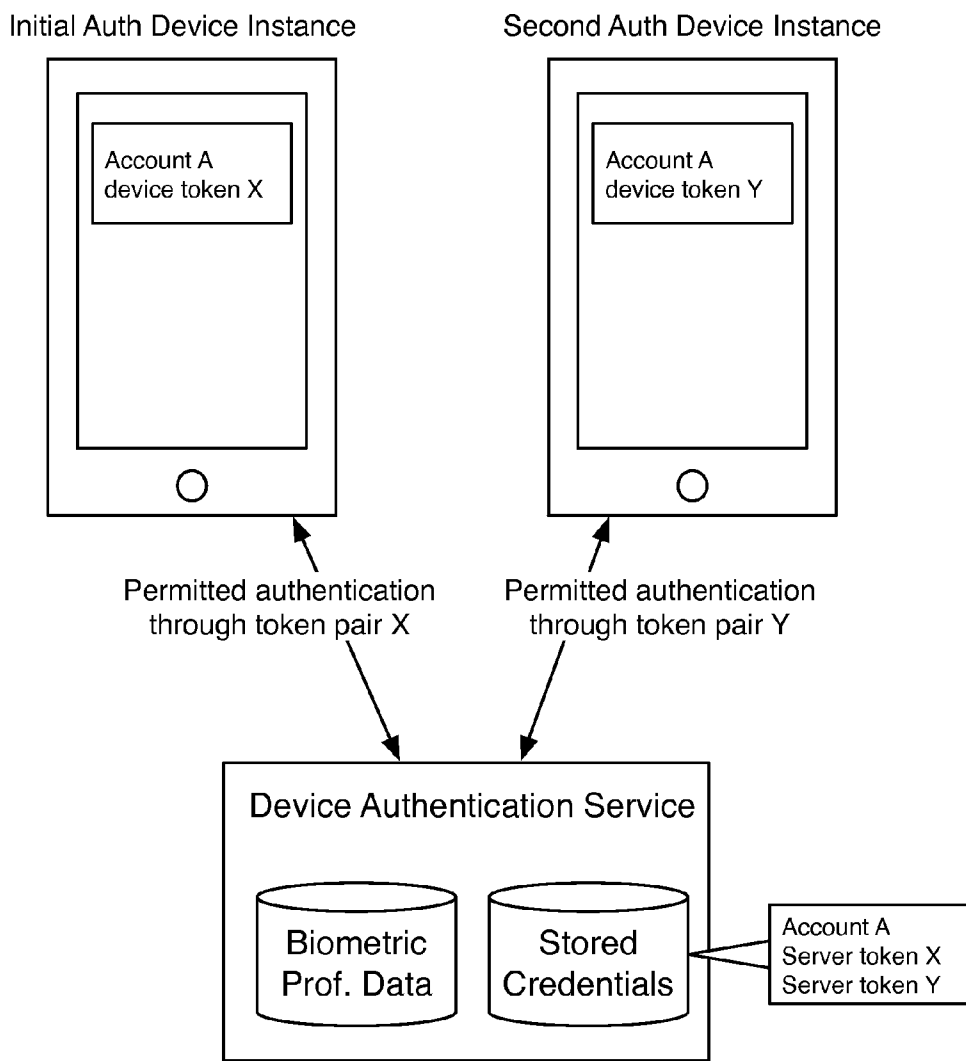 Initial Auth Device Instance
Second Auth Device Instance
Account A
device token X
Account A
device token Y
Permitted authentication
through token pair X
Permitted authentication
through token pair Y
Device Authentication Service
Biometric
Prof. Data
Stored
Credentials
Account A
Server token X
Server token Y